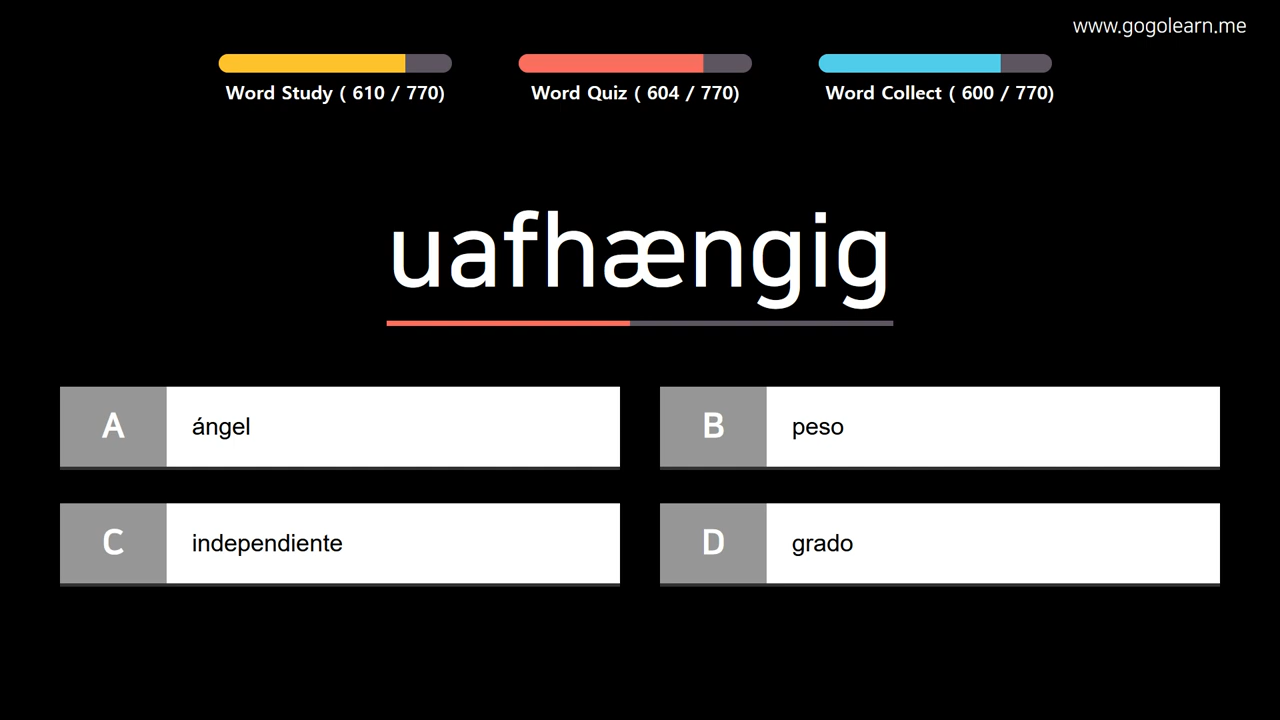 www.gogolearn.me
Word Study ( 610 / 770)
Word Quiz ( 604 / 770)
Word Collect ( 600 / 770)
uafhængig
A ángel
B peso
C independiente
D grado